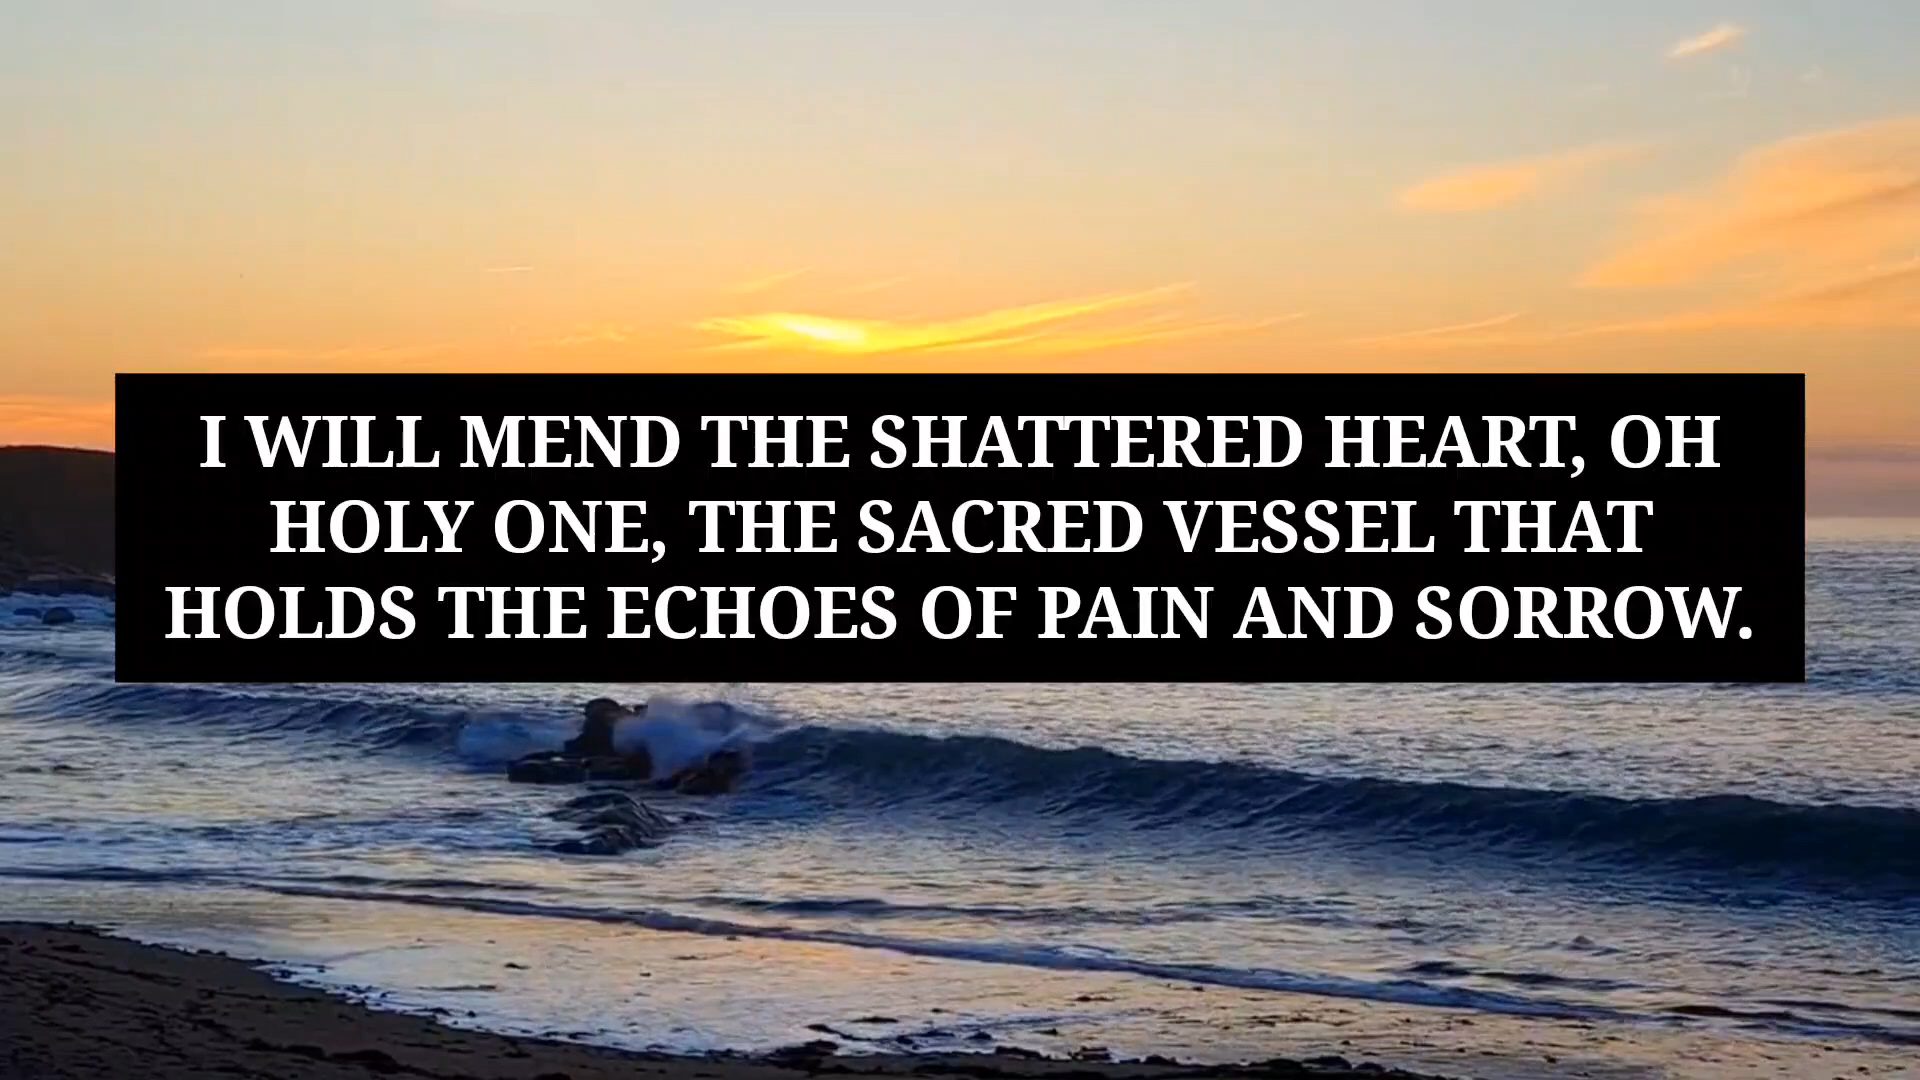 I WILL MEND THE SHATTERED HEART, OH
HOLY ONE, THE SACRED VESSEL THAT
HOLDS THE ECHOES OF PAIN AND SORROW.